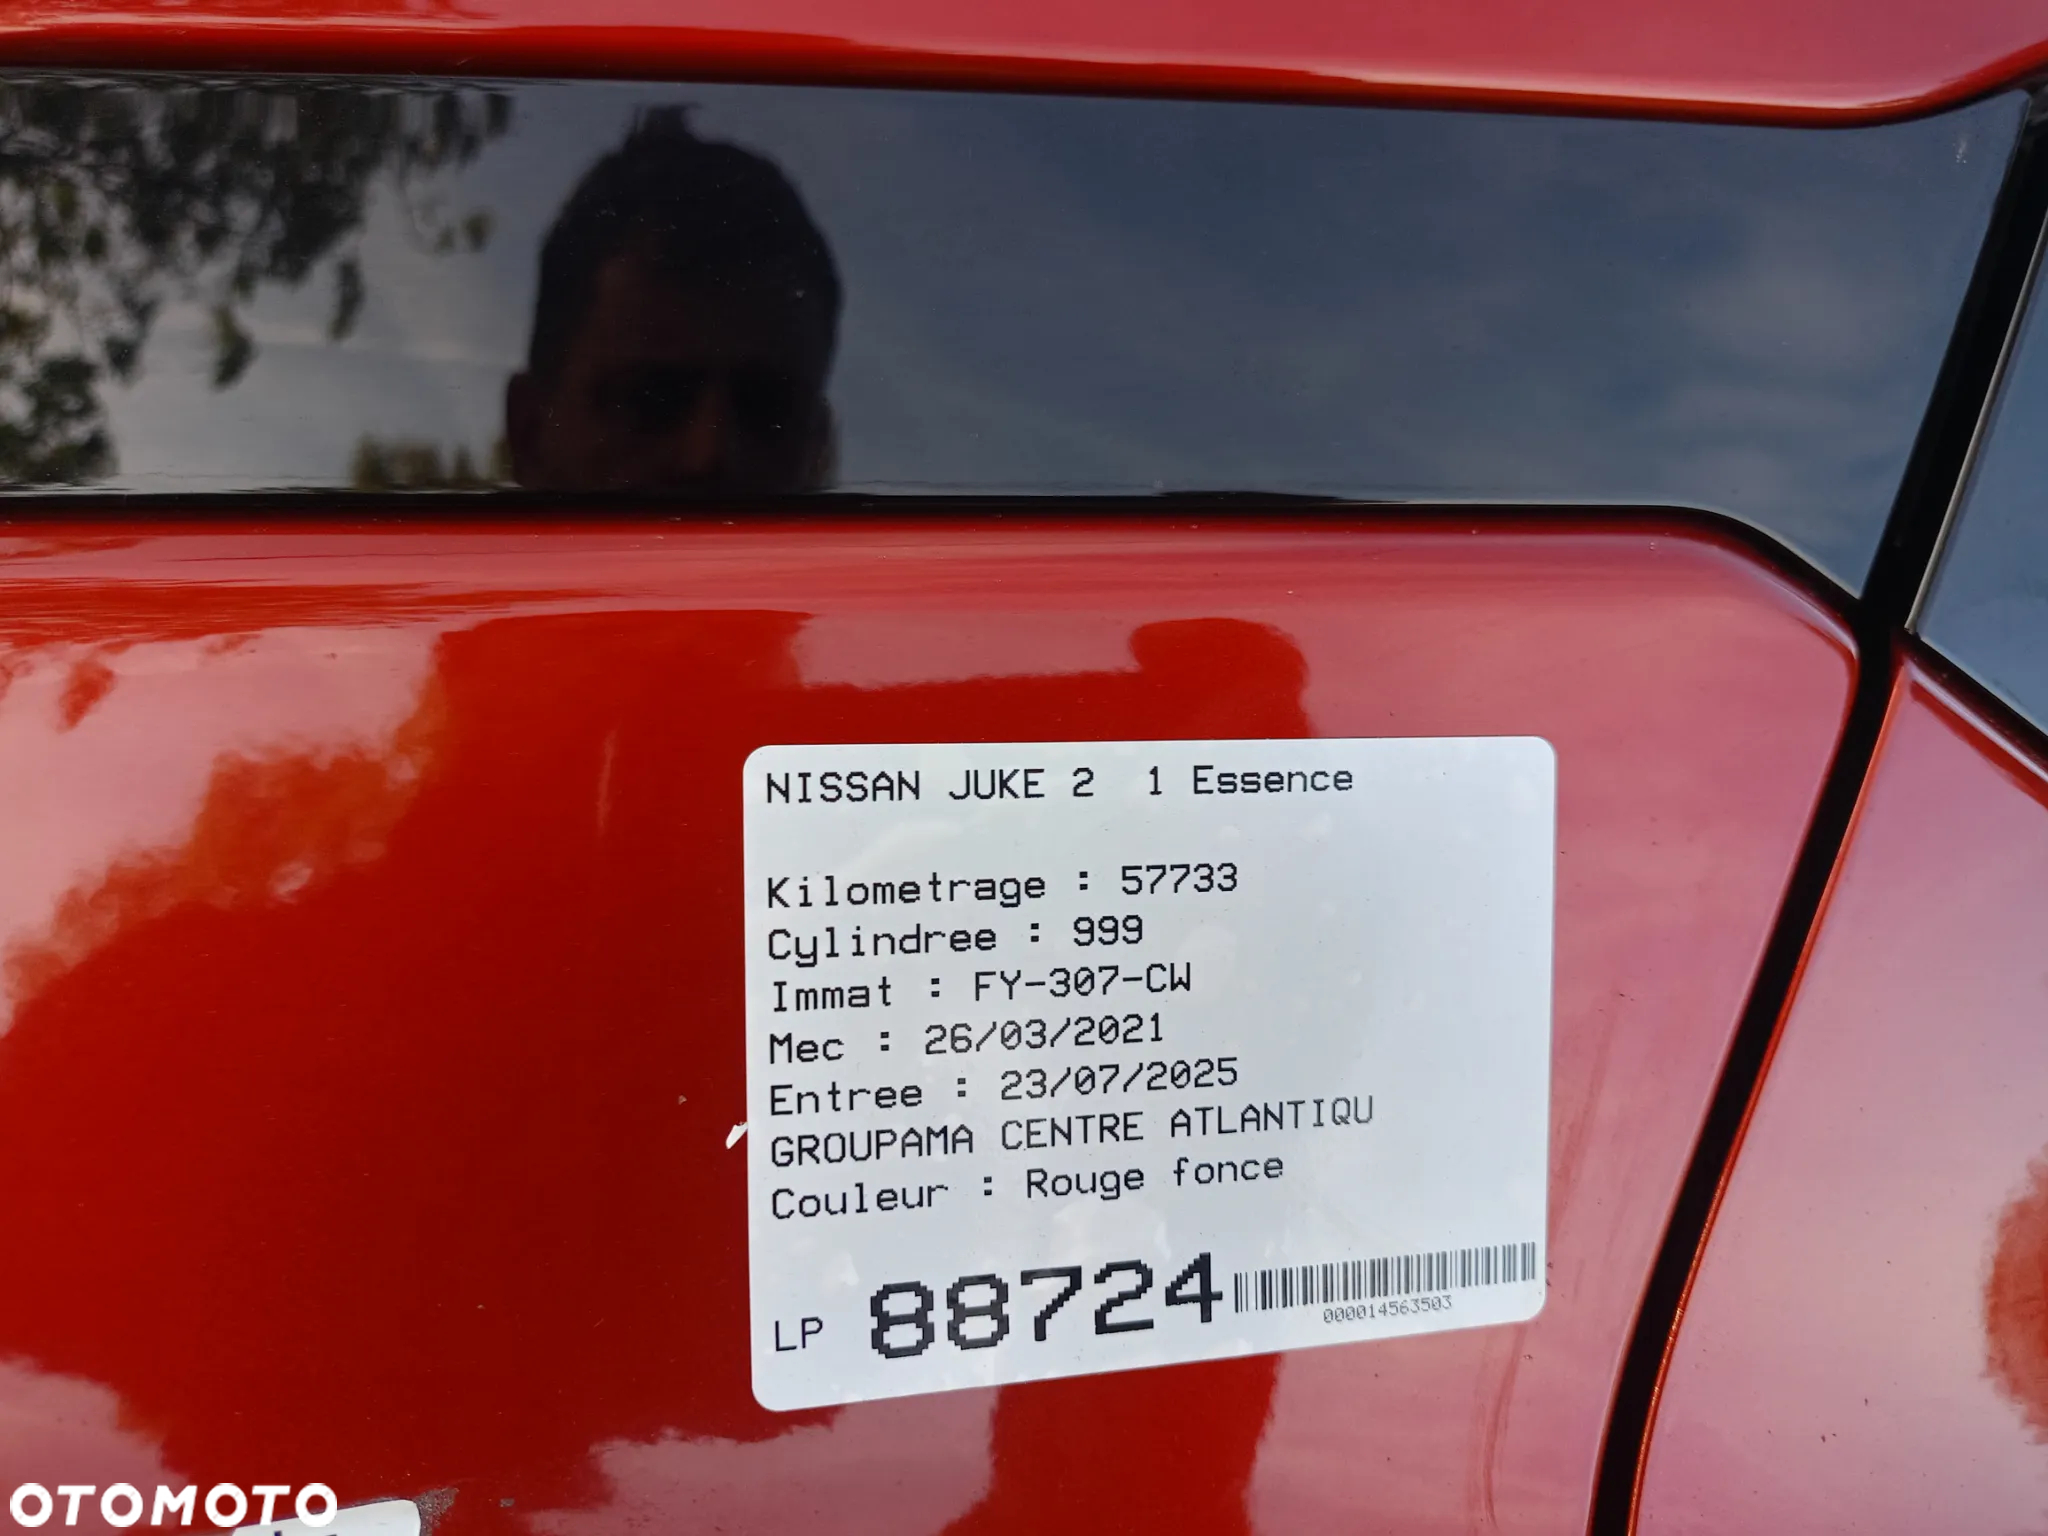 NISSAN JUKE 2 1 Essence
Kilometrage : 57733
Cylindree : 999
Immat : FY-307-CW
Mec : 26/03/2021
Entree : 23/07/2025
GROUPAMA CENTRE ATLANTIQU
Couleur : Rouge fonce
LP 88724
000014563503
OTOMOTO